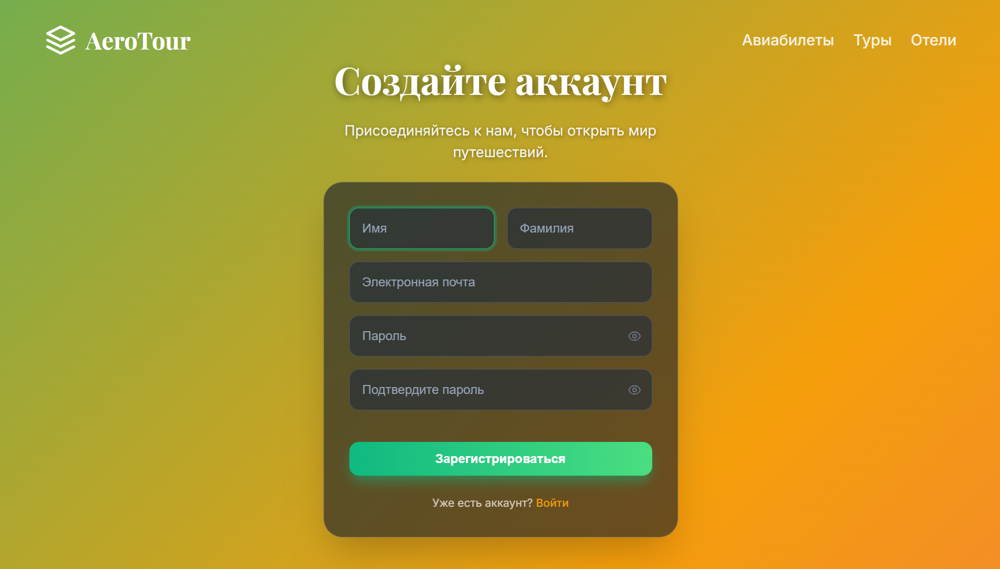 AeroTour
Авиабилеты
Туры
Отели
Создайте аккаунт
Присоединяйтесь к нам, чтобы открыть мир
путешествий.
Имя
Фамилия
Электронная почта
Пароль
Подтвердите пароль
Зарегистрироваться
Уже есть аккаунт? Войти